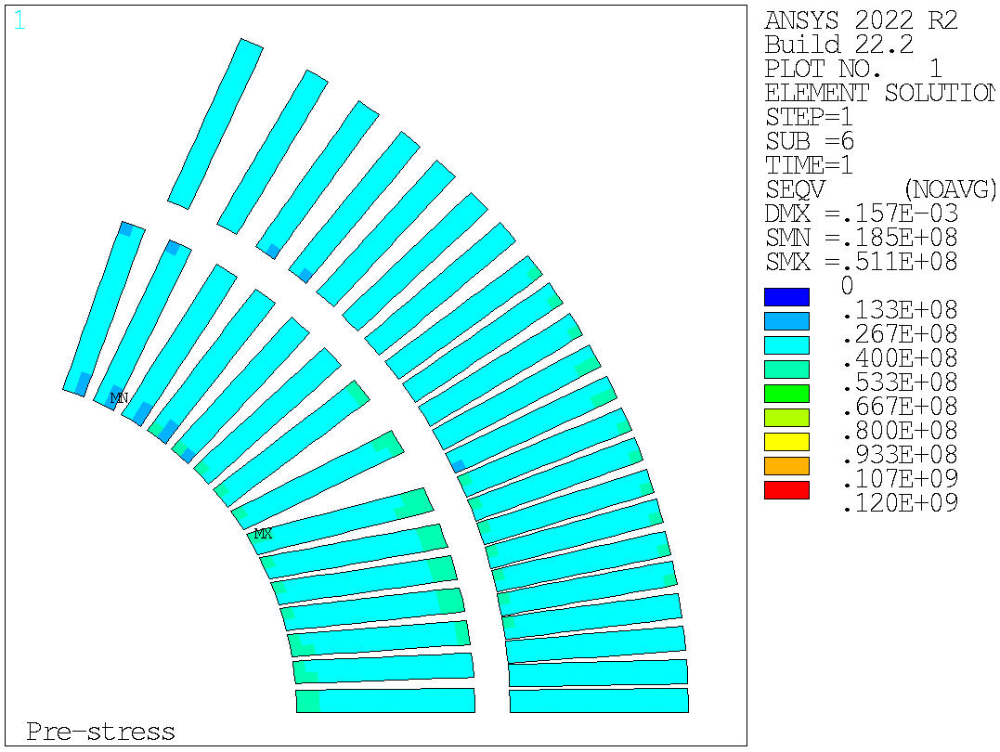 1
ANSYS 2022 R2
Build 22.2
PLOT NO. 1
ELEMENT SOLUTION
STEP=1
SUB =6
TIME=1
SEQV (NOAVG)
DMX =.157E-03
SMN =.185E+08
SMX =.511E+08
0
.133E+08
.267E+08
.400E+08
.533E+08
.667E+08
.800E+08
.933E+08
.107E+09
.120E+09
MN
MX
Pre-stress